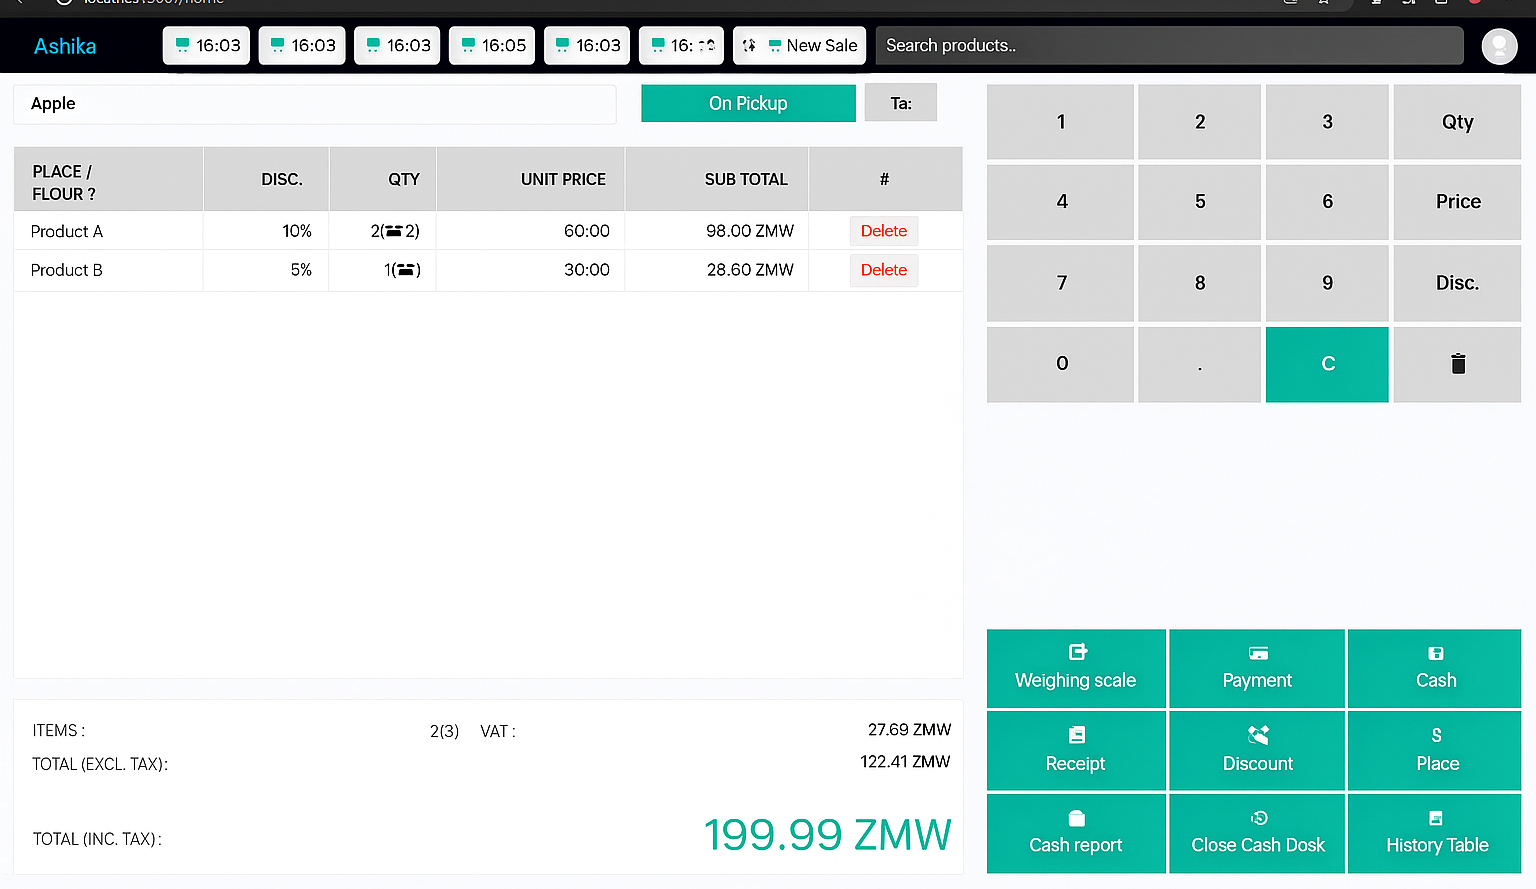 Ashika
16:03
16:03
16:03
16:05
16:03
16:
New Sale
Search products..
Apple
On Pickup
Ta:
PLACE /
FLOUR ?
DISC.
QTY
UNIT PRICE
SUB TOTAL
#
Product A
10%
2( 2)
60:00
98.00 ZMW
Delete
Product B
5%
1( )
30:00
28.60 ZMW
Delete
1
2
3
Qty
4
5
6
Price
7
8
9
Disc.
0
.
C
ITEMS :
2(3)
VAT :
27.69 ZMW
TOTAL (EXCL. TAX):
122.41 ZMW
TOTAL (INC. TAX):
199.99 ZMW
Weighing scale
Payment
Cash
Receipt
Discount
S
Place
Cash report
Close Cash Dosk
History Table